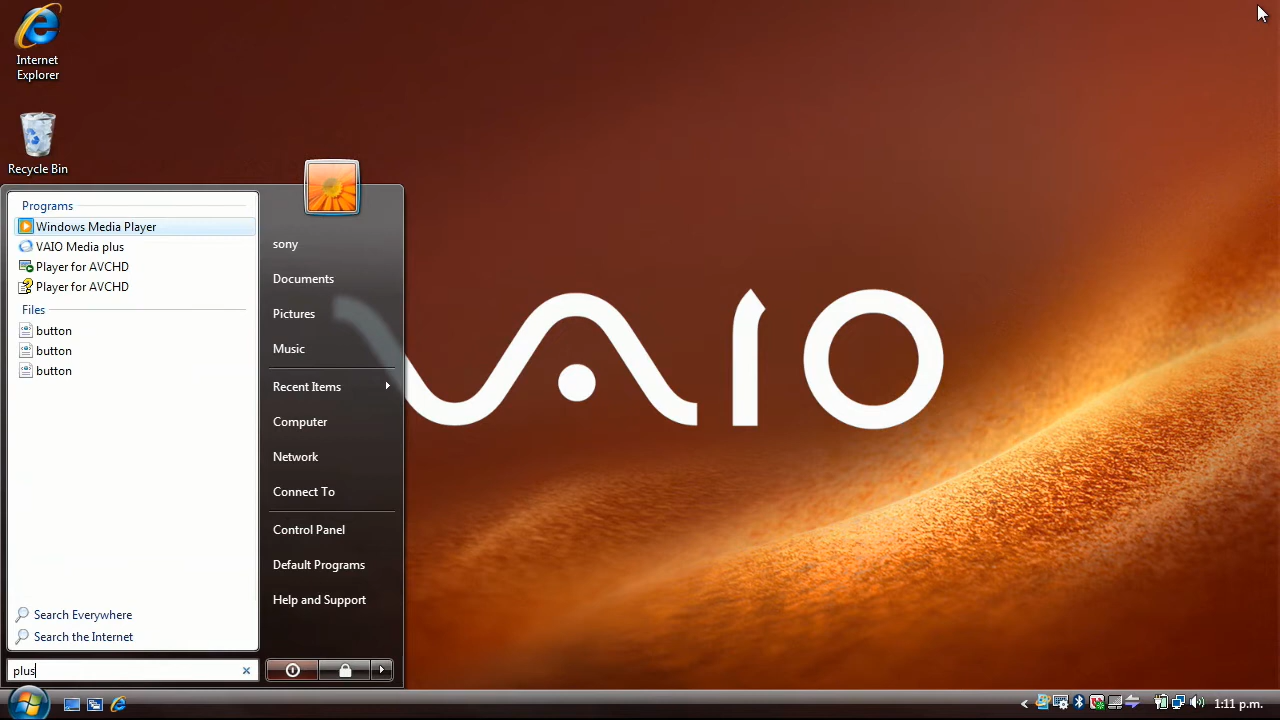 Internet
Explorer
Recycle Bin
Programs
Windows Media Player
VAIO Media plus
Player for AVCHD
Player for AVCHD
Files
button
button
button
Search Everywhere
Search the Internet
plus
sony
Documents
Pictures
Music
Recent Items
Computer
Network
Connect To
Control Panel
Default Programs
Help and Support
VAIO
1:11 p.m.